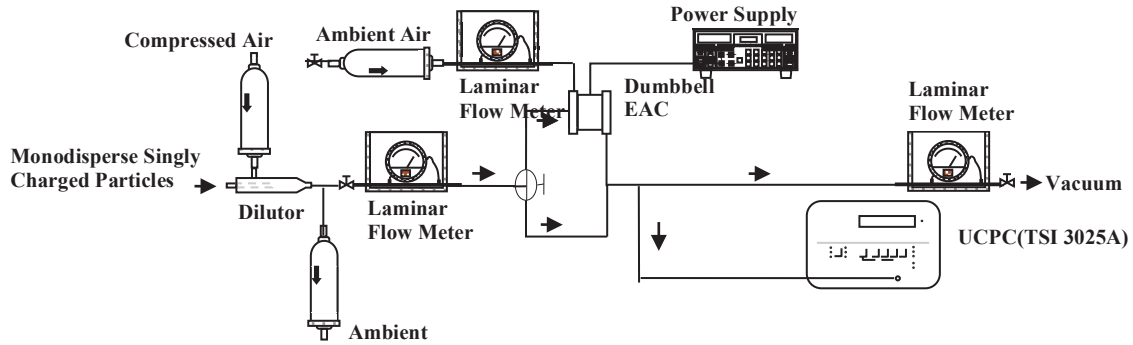 Power Supply
Compressed Air
Ambient Air
Laminar
Flow Meter
Dumbbell
EAC
Laminar
Flow Meter
Monodisperse Singly
Charged Particles
Dilutor
Laminar
Flow Meter
Vacuum
UCPC(TSI 3025A)
Ambient